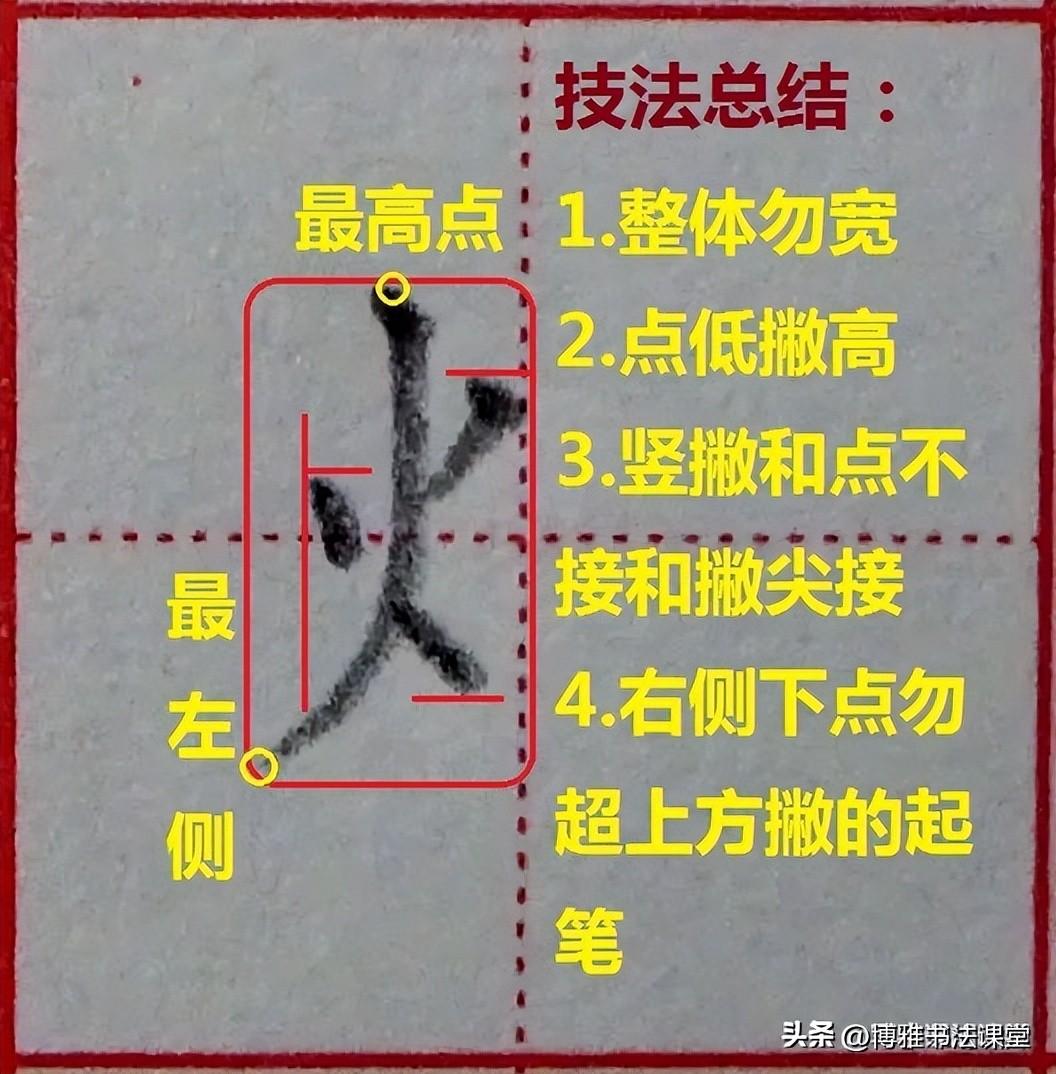 技法总结：
最高点
1.整体勿宽
2.点低撇高
3.竖撇和点不
接和撇尖接
4.右侧下点勿
超上方撇的起
笔
最左侧
火
头条 @博雅书法课堂